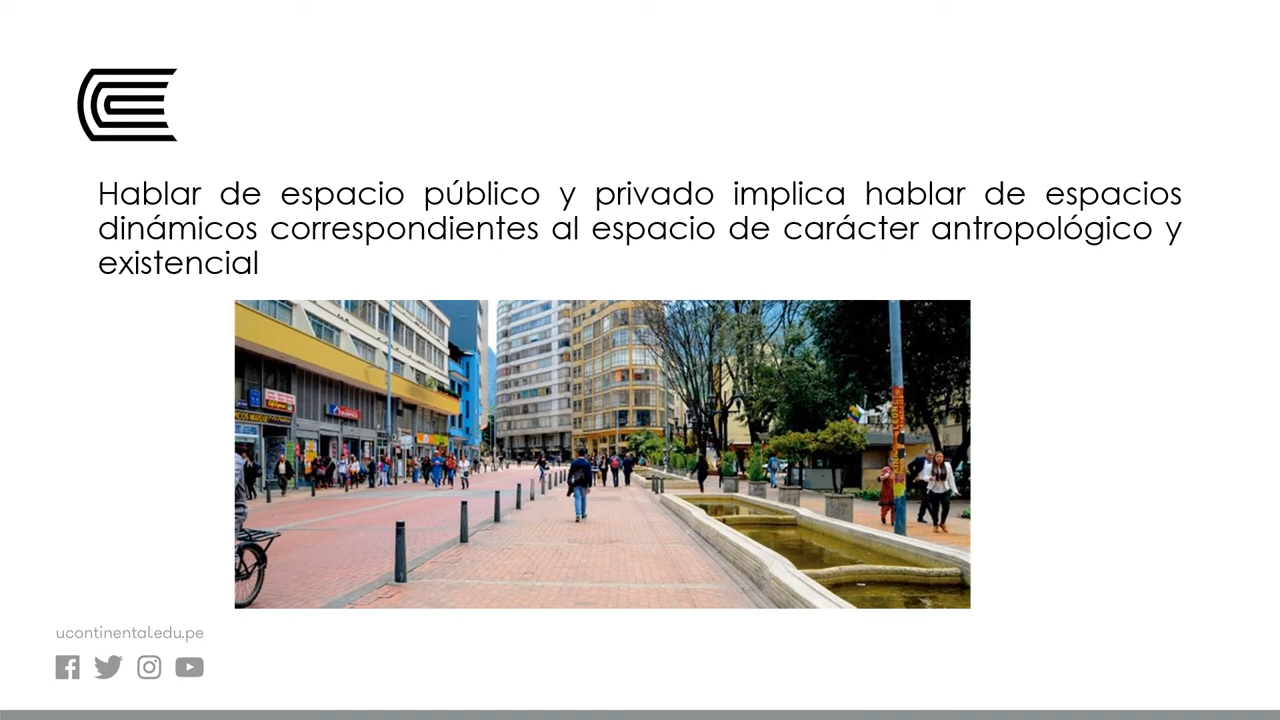 Hablar de espacio público y privado implica hablar de espacios
dinámicos correspondientes al espacio de carácter antropológico y
existencial
ucontinental.edu.pe